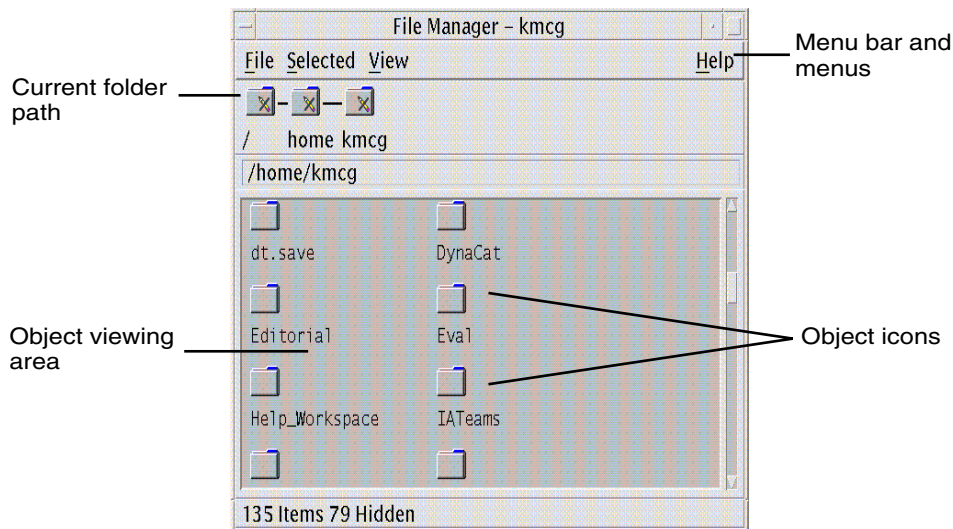 File Manager – kmcg
File Selected View Help
Menu bar and
menus
Current folder
path
/ home kmcg
/home/kmcg
dt.save DynaCat
Editorial Eval
Object viewing
area
Object icons
Help_Workspace IATeams
135 Items 79 Hidden